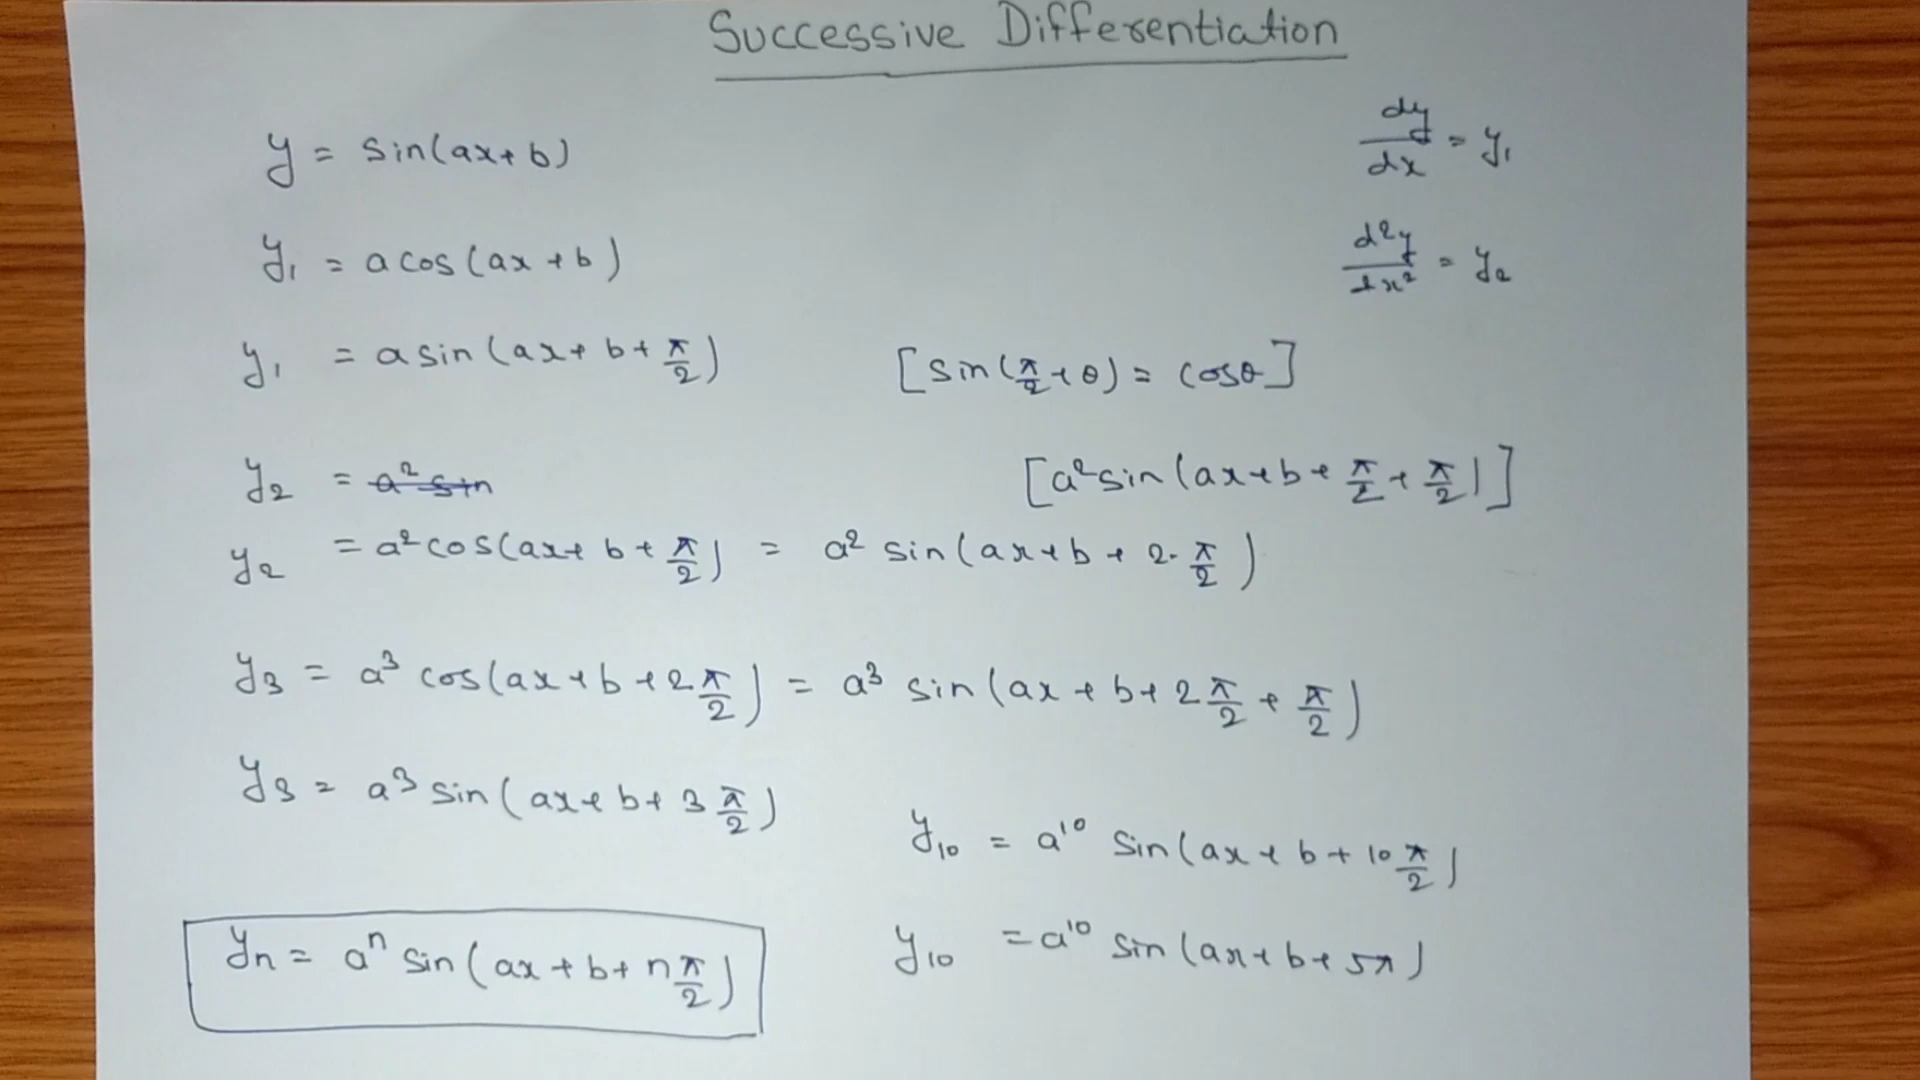 Successive Differentiation
y = sin(ax+b)
dy/dx = y₁
y₁ = a cos(ax+b)
d²y/dx² = y₂
y₁ = a sin(ax+b+π/2) [sin(π/2+θ) = cosθ]
y₂ = a² sin [a² sin(ax+b+π/2+π/2)]
y₂ = a² cos(ax+b+π/2) = a² sin(ax+b+2·π/2)
y₃ = a³ cos(ax+b+2π/2) = a³ sin(ax+b+2π/2+π/2)
y₃ = a³ sin(ax+b+3π/2)
y₁₀ = a¹⁰ sin(ax+b+10π/2)
yₙ = aⁿ sin(ax+b+nπ/2)
y₁₀ = a¹⁰ sin(ax+b+5π)